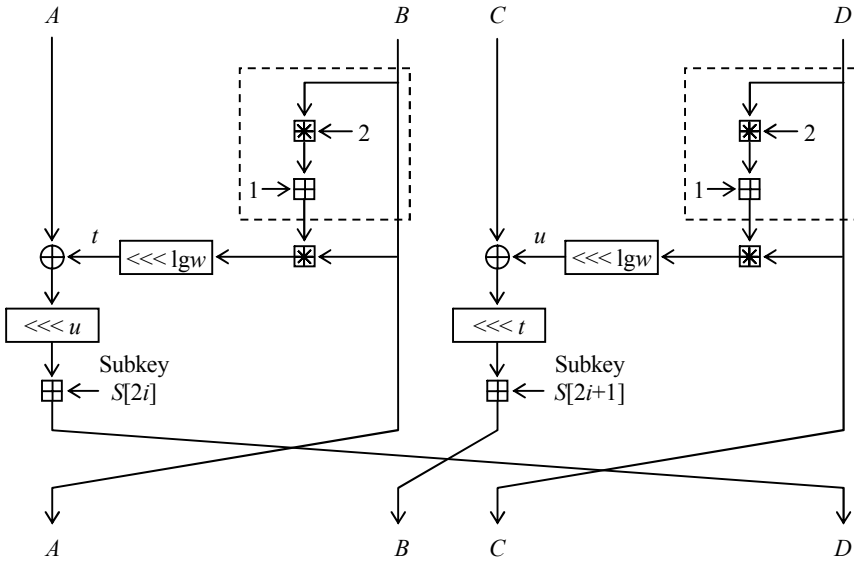 A B C D
2 2
1 1
t u
<<< lgw <<< lgw
<<< u <<< t
Subkey Subkey
S[2i] S[2i+1]
A B C D